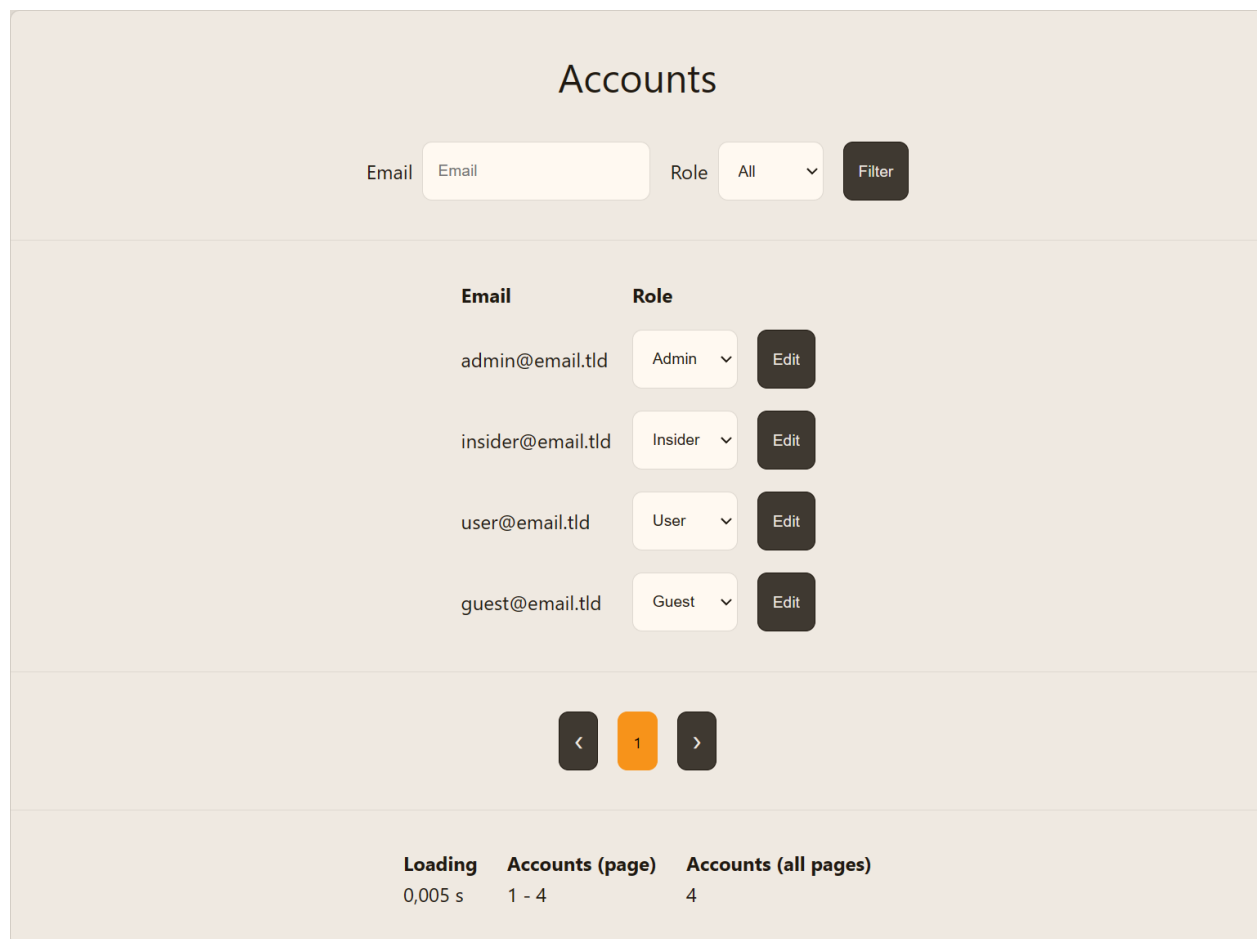 Accounts
Email Email Role All Filter
Email Role
admin@email.tld Admin Edit
insider@email.tld Insider Edit
user@email.tld User Edit
guest@email.tld Guest Edit
‹ 1 ›
Loading Accounts (page) Accounts (all pages)
0,005 s 1 - 4 4